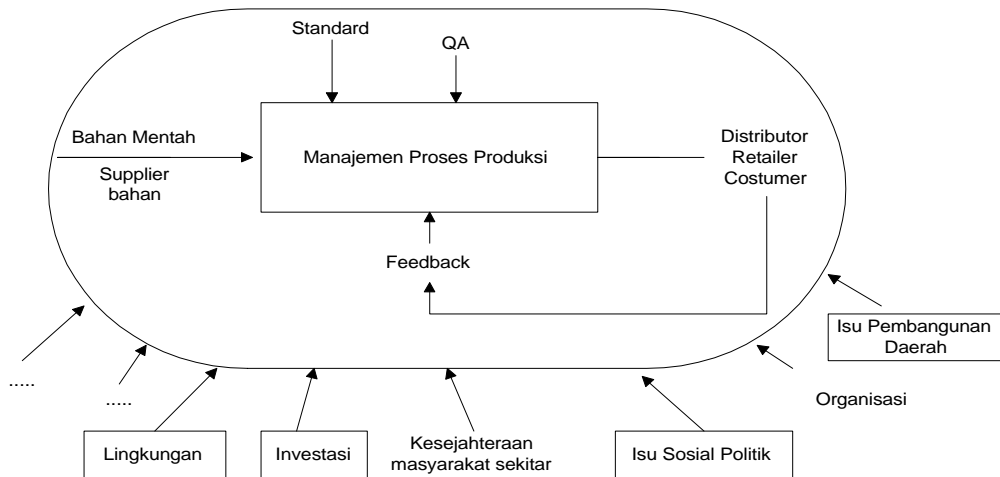 Standard
QA
Bahan Mentah
Supplier
bahan
Manajemen Proses Produksi
Distributor
Retailer
Costumer
Feedback
Isu Pembangunan
Daerah
.....
.....
Organisasi
Lingkungan
Investasi
Kesejahteraan
masyarakat sekitar
Isu Sosial Politik